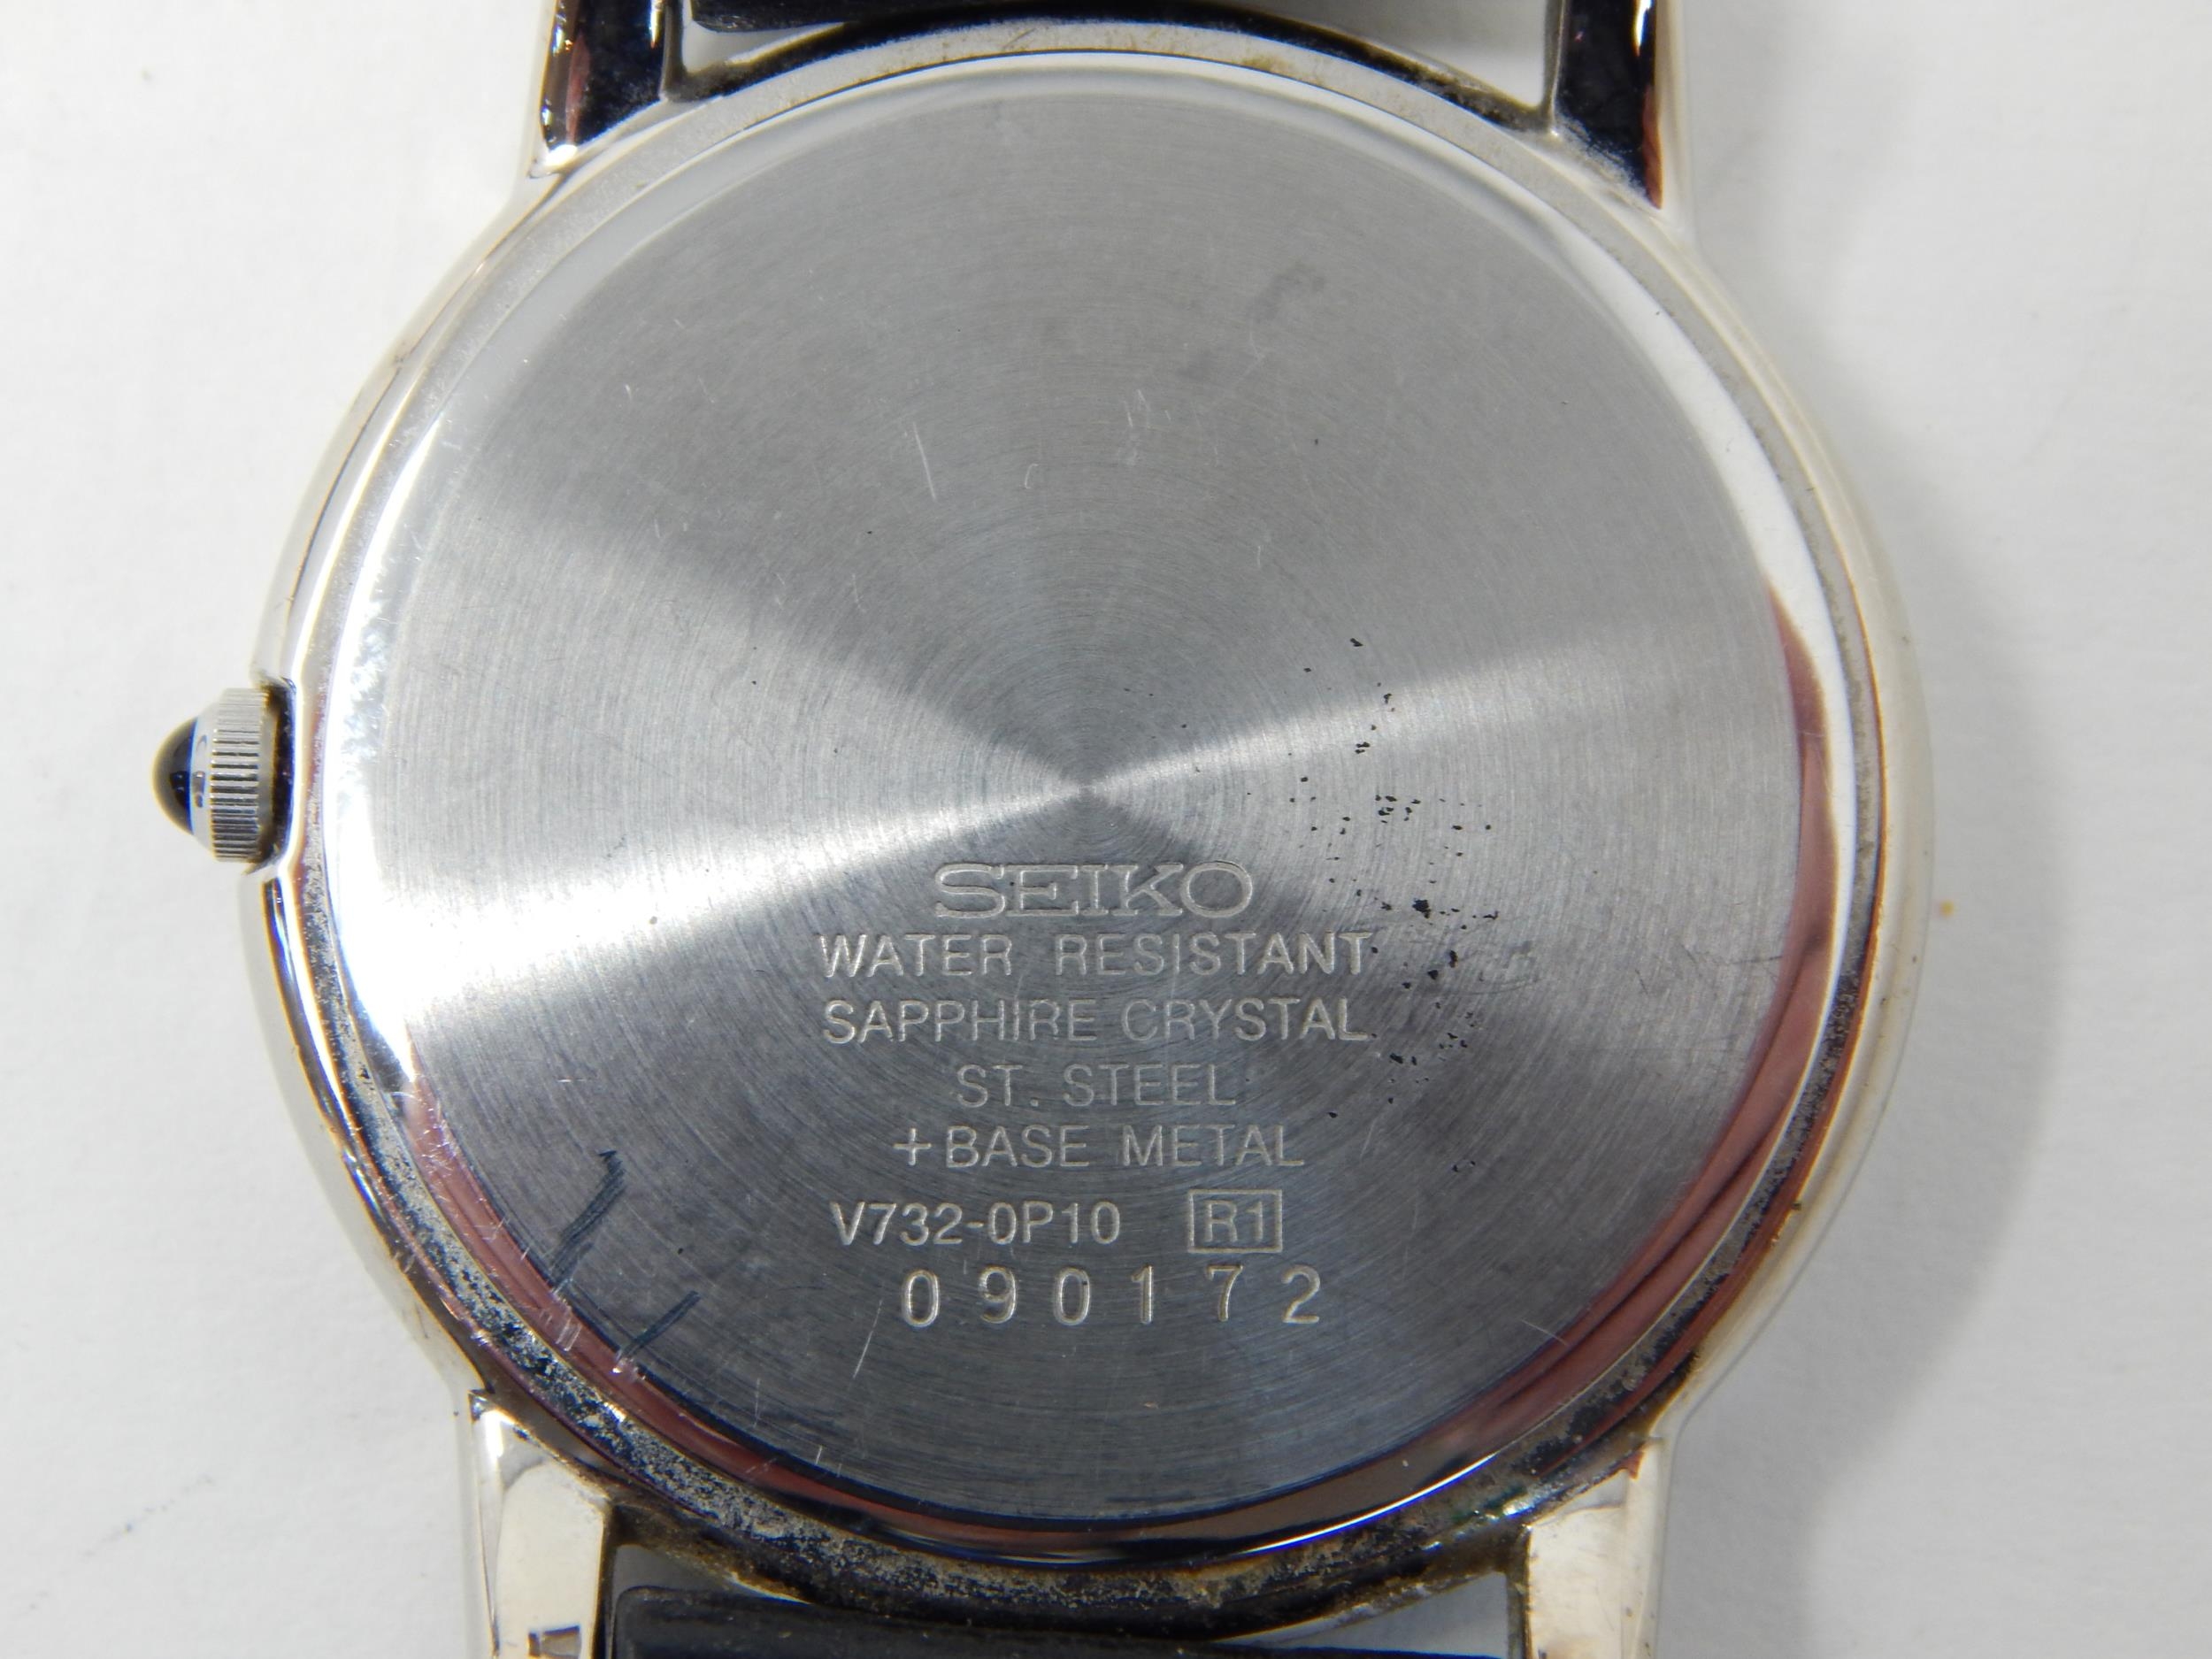 SEIKO
WATER RESISTANT
SAPPHIRE CRYSTAL
ST. STEEL
+BASE METAL
V732-0P10 R1
090172